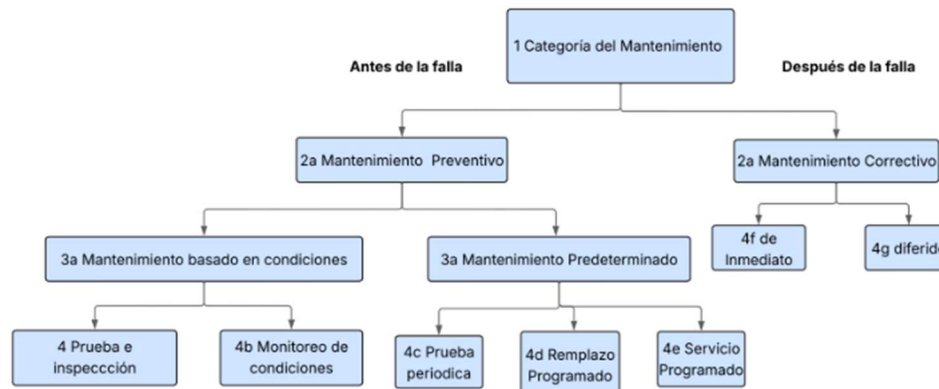 1 Categoría del Mantenimiento
Antes de la falla
Después de la falla
2a Mantenimiento Preventivo
2a Mantenimiento Correctivo
3a Mantenimiento basado en condiciones
3a Mantenimiento Predeterminado
4f de
Inmediato
4g diferido
4 Prueba e
inspeccción
4b Monitoreo de
condiciones
4c Prueba
periodica
4d Remplazo
Programado
4e Servicio
Programado